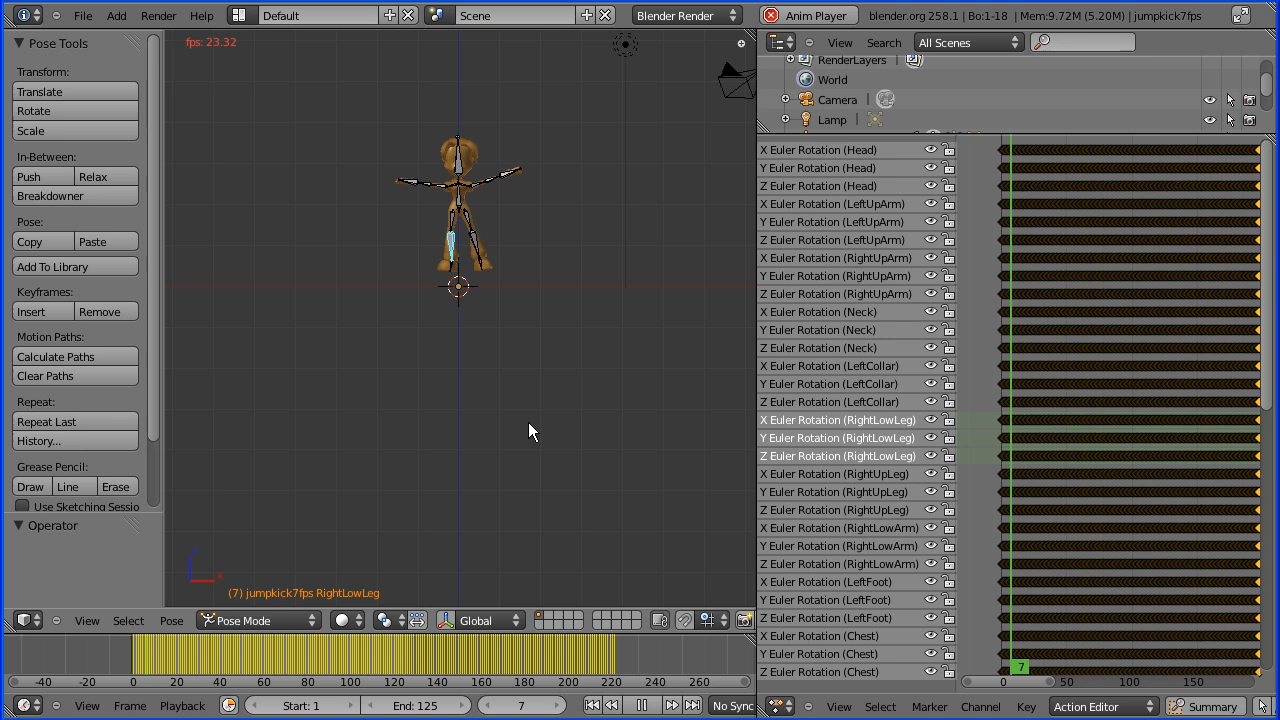 File Add Render Help Default Scene Blender Render Anim Player blender.org 258.1 | Bo:1-18 | Mem:9.72M (5.20M) | jumpkick7fps
Pose Tools
Transform:
Translate
Rotate
Scale
In-Between:
Push Relax
Breakdowner
Pose:
Copy Paste
Add To Library
Keyframes:
Insert Remove
Motion Paths:
Calculate Paths
Clear Paths
Repeat:
Repeat Last
History...
Grease Pencil:
Draw Line Erase
Use Sketching Sessio
Operator
fps: 23.32
(7) jumpkick7fps RightLowLeg
View Select Pose Pose Mode Global
-40 -20 0 20 40 60 80 100 120 140 160 180 200 220 240 260
View Frame Playback Start: 1 End: 125 7 No Sync
View Search All Scenes
RenderLayers |
World
Camera |
Lamp |
X Euler Rotation (Head)
Y Euler Rotation (Head)
Z Euler Rotation (Head)
X Euler Rotation (LeftUpArm)
Y Euler Rotation (LeftUpArm)
Z Euler Rotation (LeftUpArm)
X Euler Rotation (RightUpArm)
Y Euler Rotation (RightUpArm)
Z Euler Rotation (RightUpArm)
X Euler Rotation (Neck)
Y Euler Rotation (Neck)
Z Euler Rotation (Neck)
X Euler Rotation (LeftCollar)
Y Euler Rotation (LeftCollar)
Z Euler Rotation (LeftCollar)
X Euler Rotation (RightLowLeg)
Y Euler Rotation (RightLowLeg)
Z Euler Rotation (RightLowLeg)
X Euler Rotation (RightUpLeg)
Y Euler Rotation (RightUpLeg)
Z Euler Rotation (RightUpLeg)
X Euler Rotation (RightLowArm)
Y Euler Rotation (RightLowArm)
Z Euler Rotation (RightLowArm)
X Euler Rotation (LeftFoot)
Y Euler Rotation (LeftFoot)
Z Euler Rotation (LeftFoot)
X Euler Rotation (Chest)
Y Euler Rotation (Chest)
Z Euler Rotation (Chest)
7
0 50 100 150
View Select Marker Channel Key Action Editor Summary